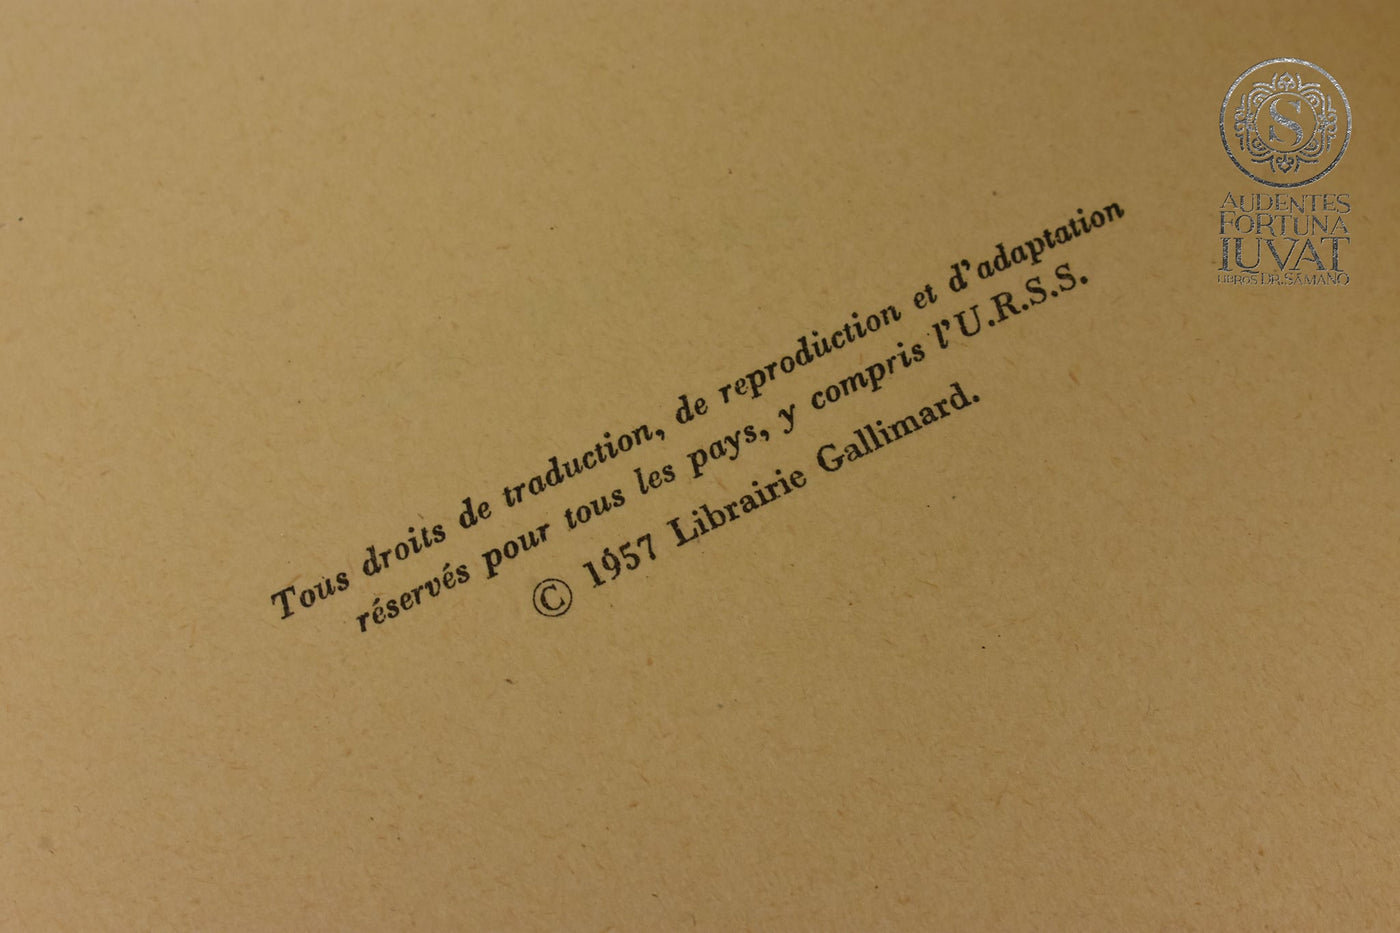 Tous droits de traduction, de reproduction et d'adaptation
réservés pour tous les pays, y compris l'U.R.S.S.
© 1957 Librairie Gallimard.
S
AUDENTES
FORTUNA
IUVAT
LIBROS DR. SÁMANO